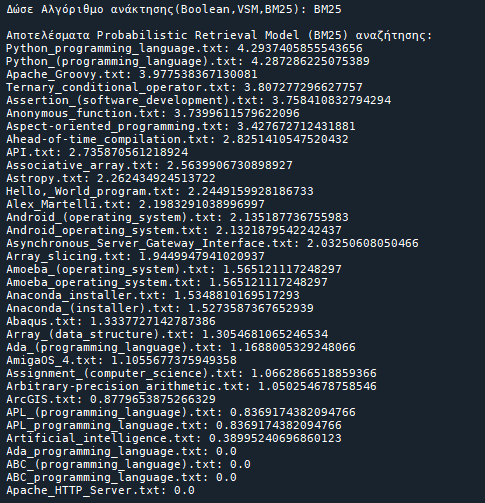 Δώσε Αλγόριθμο ανάκτησης(Boolean,VSM,BM25): BM25
Αποτελέσματα Probabilistic Retrieval Model (BM25) αναζήτησης:
Python_programming_language.txt: 4.2937405855543656
Python_(programming_language).txt: 4.287286225075389
Apache_Groovy.txt: 3.977538367130081
Ternary_conditional_operator.txt: 3.807277296627757
Assertion_(software_development).txt: 3.758410832794294
Anonymous_function.txt: 3.7399611579622096
Aspect-oriented_programming.txt: 3.427672712431881
Ahead-of-time_compilation.txt: 2.8251410547520432
API.txt: 2.735870561218924
Associative_array.txt: 2.5639906730898927
Astropy.txt: 2.262434924513722
Hello,_World_program.txt: 2.2449159928186733
Alex_Martelli.txt: 2.1983291038996997
Android_(operating_system).txt: 2.135187736755983
Android_operating_system.txt: 2.1321879542242437
Asynchronous_Server_Gateway_Interface.txt: 2.03250608050466
Array_slicing.txt: 1.9449947941020937
Amoeba_(operating_system).txt: 1.565121117248297
Amoeba_operating_system.txt: 1.565121117248297
Anaconda_installer.txt: 1.5348810169517293
Anaconda_(installer).txt: 1.5273587367652939
Abaqus.txt: 1.3337727142787386
Array_(data_structure).txt: 1.3054681065246534
Ada_(programming_language).txt: 1.1688005329248066
AmigaOS_4.txt: 1.1055677375949358
Assignment_(computer_science).txt: 1.0662866518859366
Arbitrary-precision_arithmetic.txt: 1.050254678758546
ArcGIS.txt: 0.8779653875266329
APL_(programming_language).txt: 0.8369174382094766
APL_programming_language.txt: 0.8369174382094766
Artificial_intelligence.txt: 0.38995240696860123
Ada_programming_language.txt: 0.0
ABC_(programming_language).txt: 0.0
ABC_programming_language.txt: 0.0
Apache_HTTP_Server.txt: 0.0